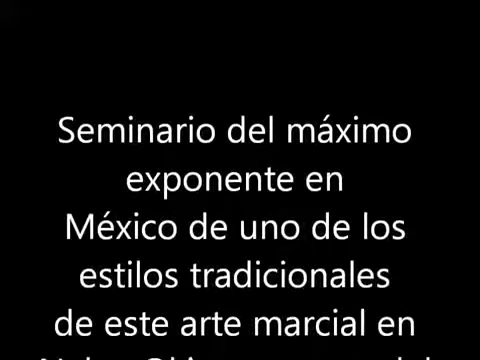 Seminario del máximo
exponente en
México de uno de los
estilos tradicionales
de este arte marcial en